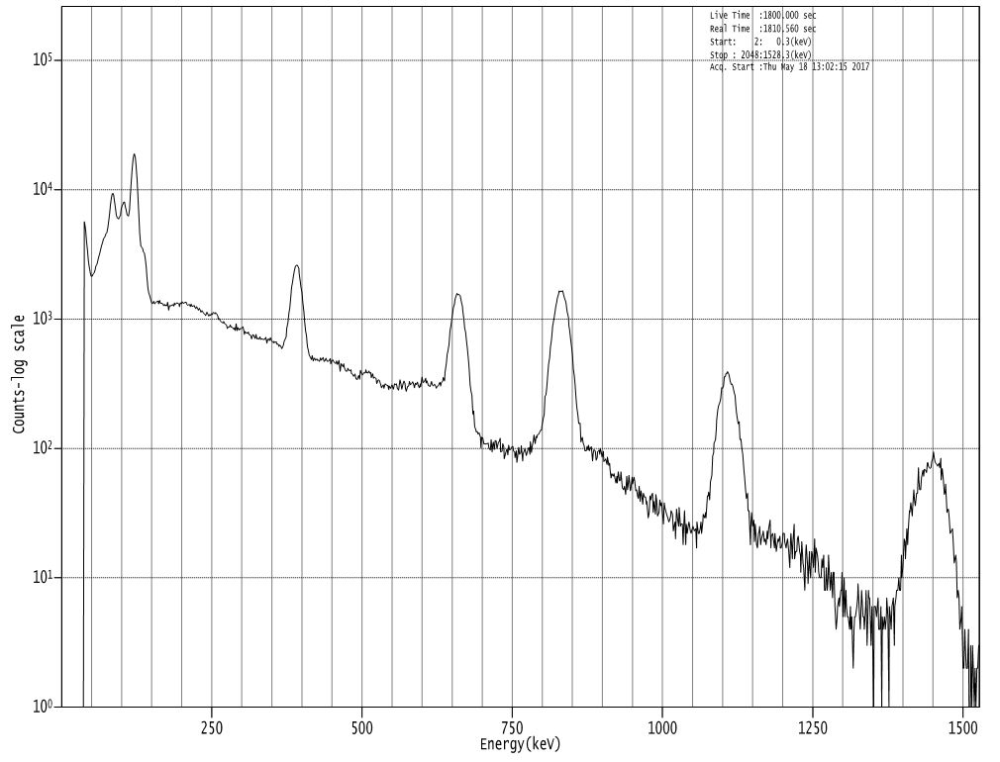 Live Time :1800.000 sec
Real Time :1810.560 sec
Start: 2: 0.3(keV)
Stop : 2048:1528.3(keV)
Acq. Start :Thu May 18 13:02:15 2017
10⁵
10⁴
10³
10²
10¹
10⁰
Counts-log scale
250 500 750 1000 1250 1500
Energy(keV)